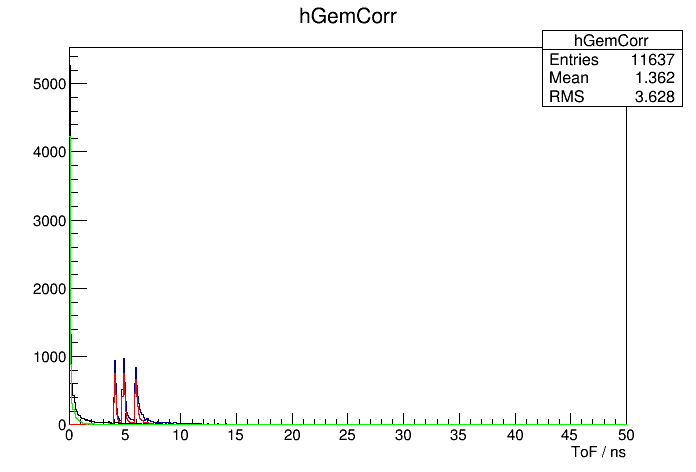 hGemCorr
hGemCorr
Entries 11637
Mean 1.362
RMS 3.628
5000
4000
3000
2000
1000
0
0 5 10 15 20 25 30 35 40 45 50
ToF / ns